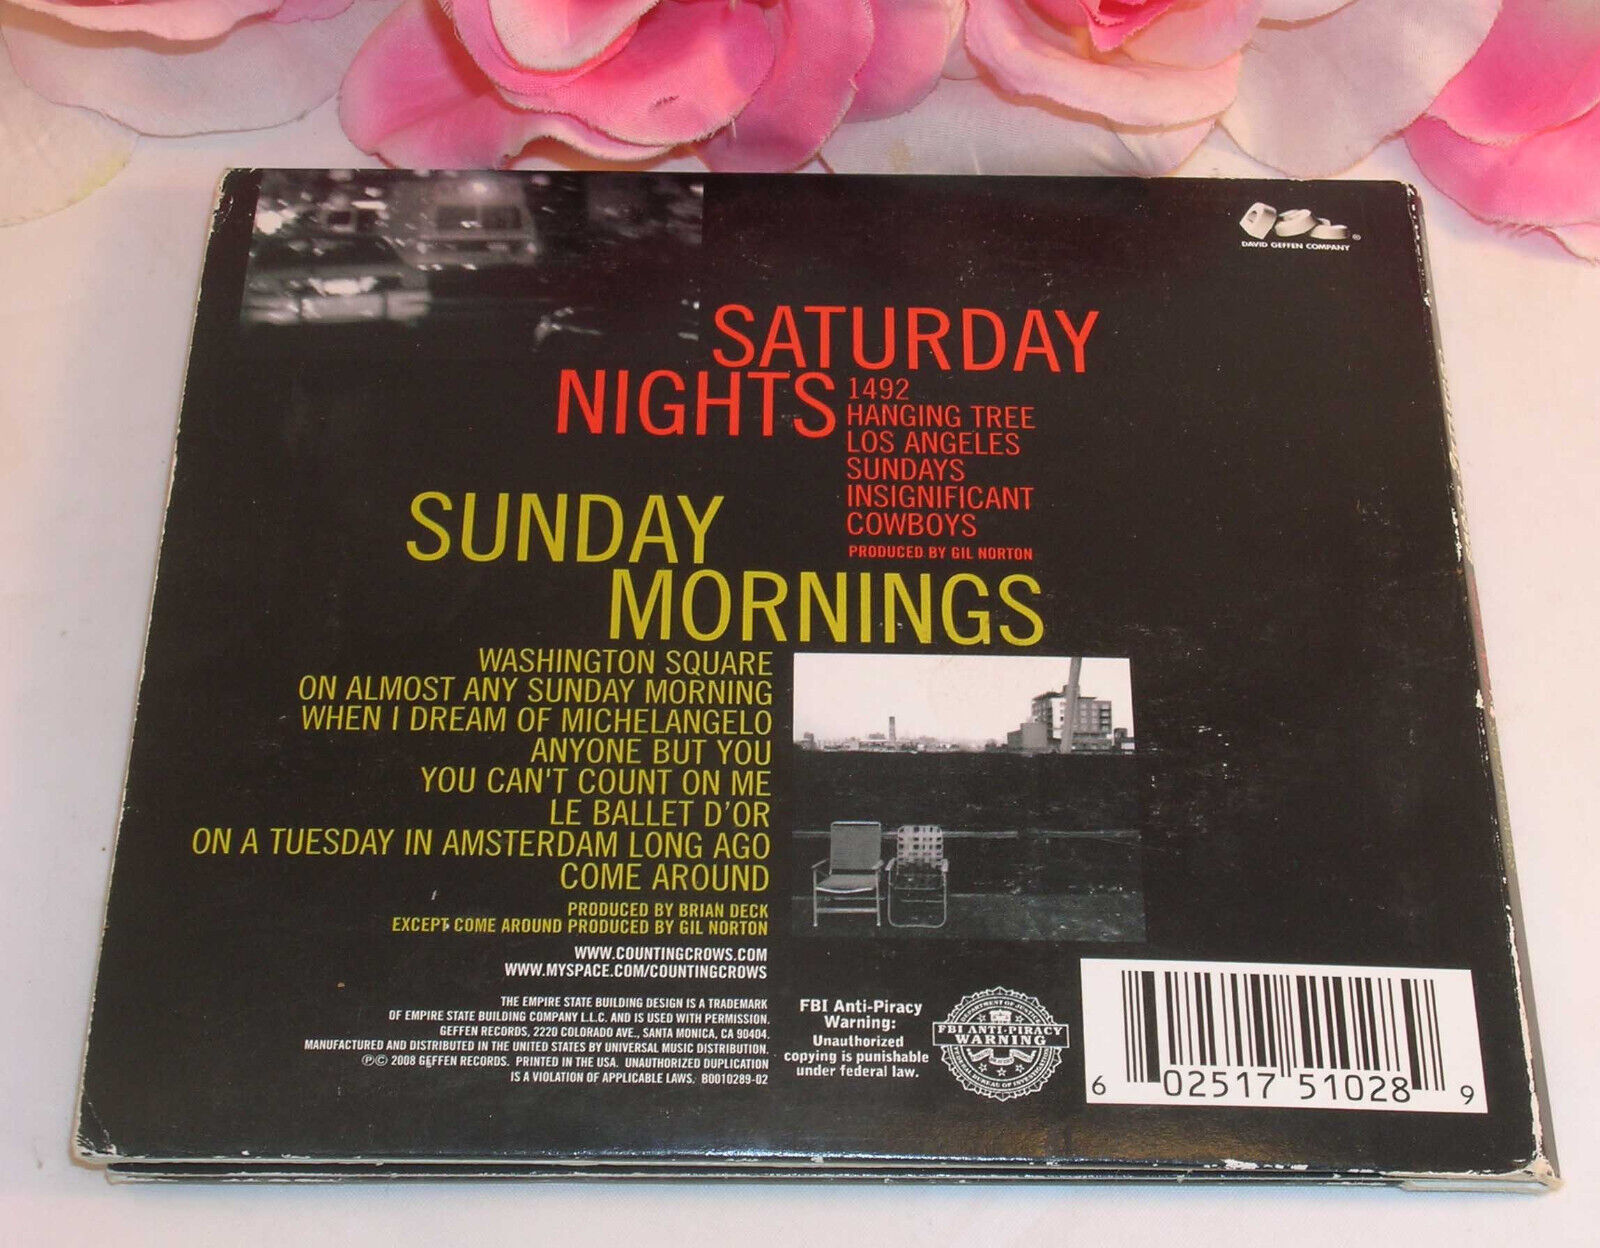 DAVID GEFFEN COMPANY
SATURDAY
NIGHTS
1492
HANGING TREE
LOS ANGELES
SUNDAYS
INSIGNIFICANT
COWBOYS
PRODUCED BY GIL NORTON
SUNDAY
MORNINGS
WASHINGTON SQUARE
ON ALMOST ANY SUNDAY MORNING
WHEN I DREAM OF MICHELANGELO
ANYONE BUT YOU
YOU CAN'T COUNT ON ME
LE BALLET D'OR
ON A TUESDAY IN AMSTERDAM LONG AGO
COME AROUND
PRODUCED BY BRIAN DECK
EXCEPT COME AROUND PRODUCED BY GIL NORTON
WWW.COUNTINGCROWS.COM
WWW.MYSPACE.COM/COUNTINGCROWS
THE EMPIRE STATE BUILDING DESIGN IS A TRADEMARK
OF EMPIRE STATE BUILDING COMPANY L.L.C. AND IS USED WITH PERMISSION.
GEFFEN RECORDS, 2220 COLORADO AVE., SANTA MONICA, CA 90404.
MANUFACTURED AND DISTRIBUTED IN THE UNITED STATES BY UNIVERSAL MUSIC DISTRIBUTION.
℗© 2008 GEFFEN RECORDS. PRINTED IN THE USA. UNAUTHORIZED DUPLICATION
IS A VIOLATION OF APPLICABLE LAWS. B0010289-02
FBI Anti-Piracy
Warning:
Unauthorized
copying is punishable
under federal law.
DEPARTMENT OF JUSTICE
FBI ANTI-PIRACY
WARNING
FEDERAL BUREAU OF INVESTIGATION
6 02517 51028 9